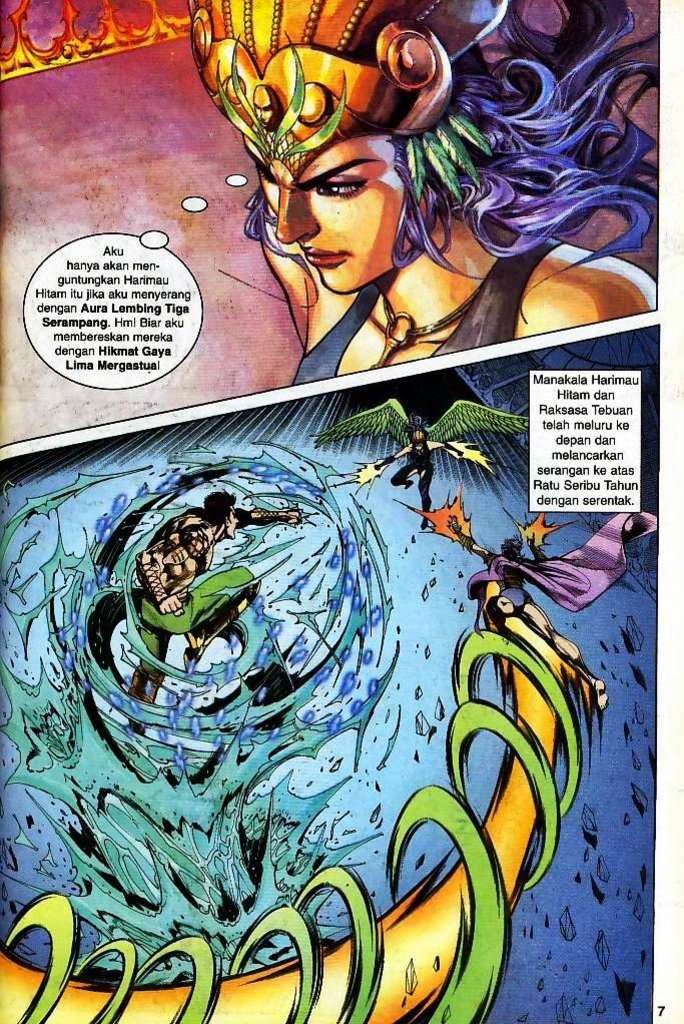 Aku
hanya akan men-
guntungkan Harimau
Hitam itu jika aku menyerang
dengan Aura Lembing Tiga
Serampang. Hm! Biar aku
membereskan mereka
dengan Hikmat Gaya
Lima Mergastua!
Manakala Harimau
Hitam dan
Raksasa Tebuan
telah meluru ke
depan dan
melancarkan
serangan ke atas
Ratu Seribu Tahun
dengan serentak.
7